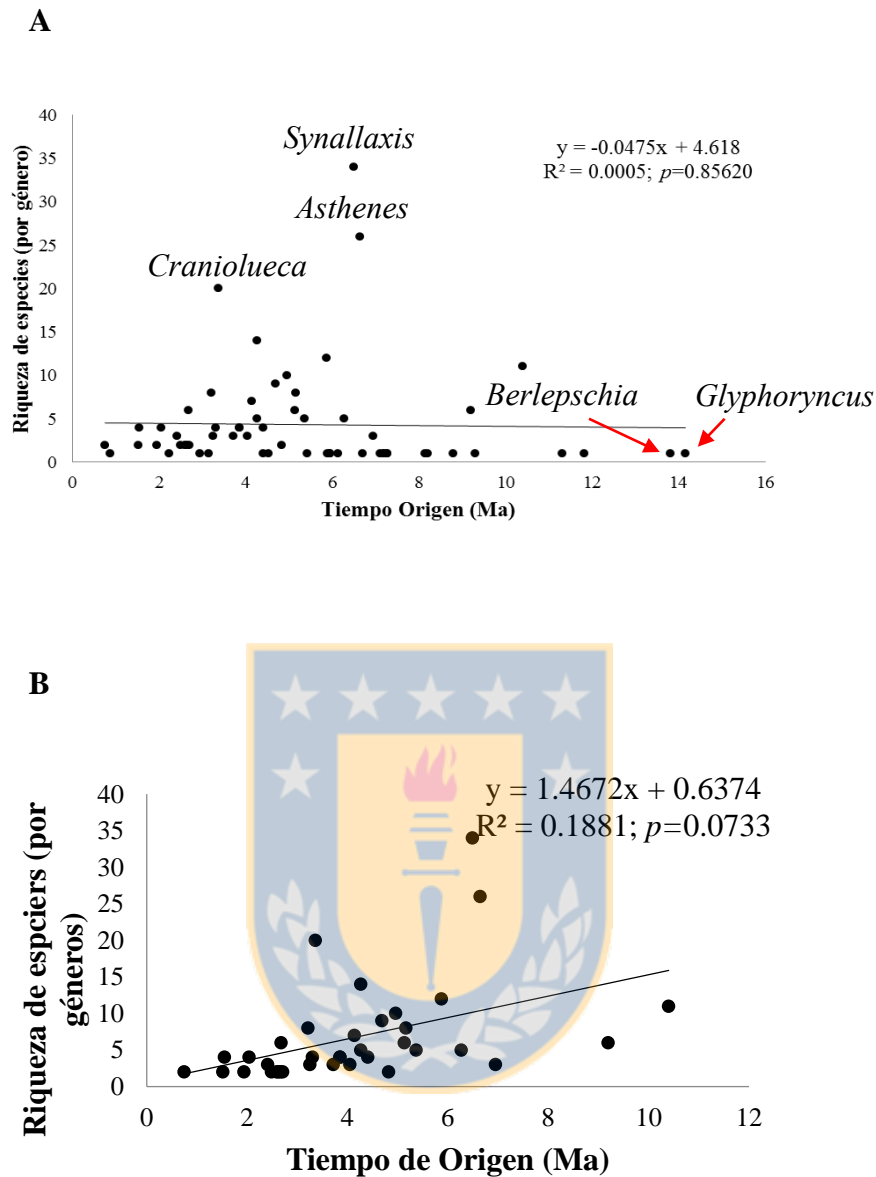 A
40
35
30
25
20
15
10
5
0
Synallaxis
Asthenes
Craniolueca
Berlepschia
Glyphoryncus
y = -0.0475x + 4.618
R² = 0.0005; p=0.85620
Riqueza de especies (por género)
0 2 4 6 8 10 12 14 16
Tiempo Origen (Ma)
B
40
35
30
25
20
15
10
5
0
y = 1.4672x + 0.6374
R² = 0.1881; p=0.0733
Riqueza de espciers (por
géneros)
0 2 4 6 8 10 12
Tiempo de Origen (Ma)